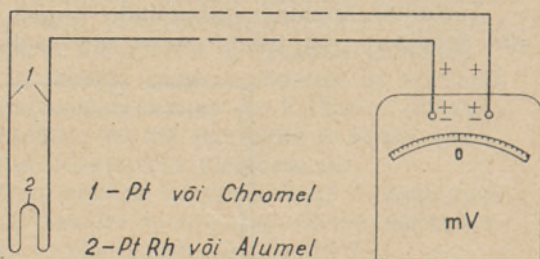 + +
1
+ +
− −
0
2
1 – Pt või Chromel
mV
2 – Pt Rh või Alumel